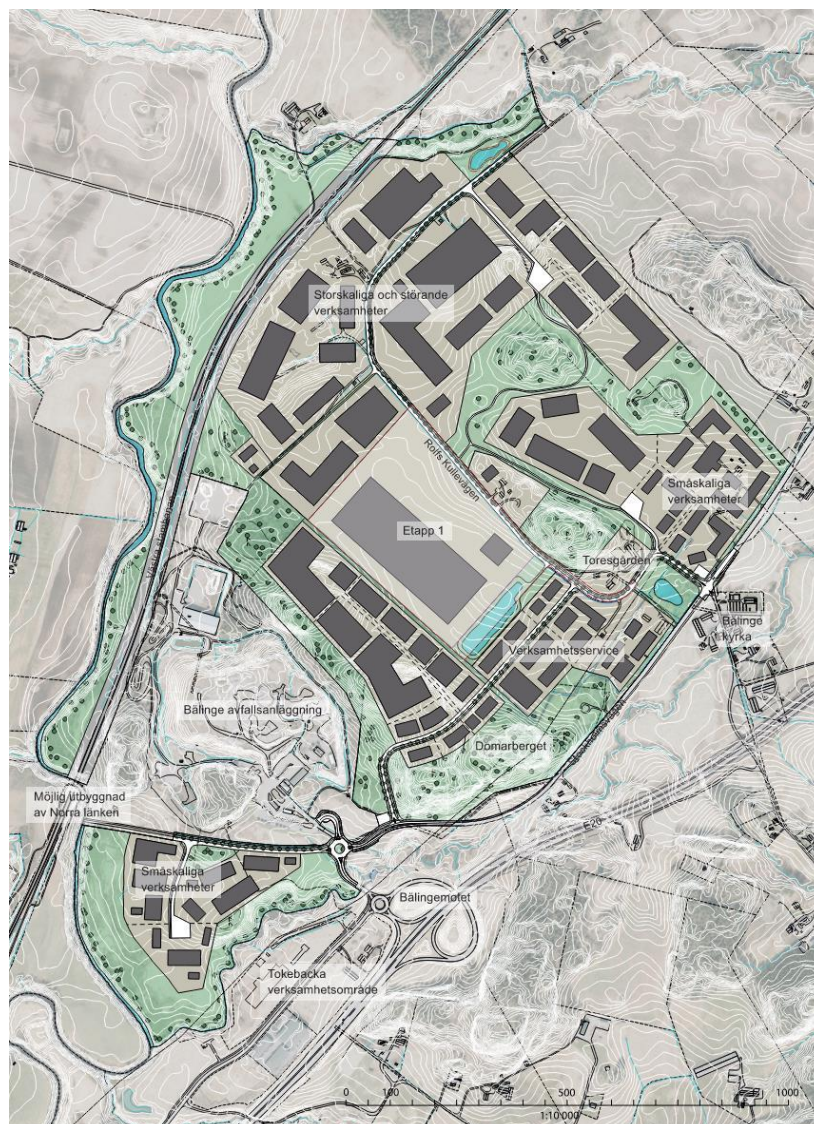 Storskaliga och störande
verksamheter
Rolfs Kullevägen
Småskaliga
verksamheter
Etapp 1
Toresgården
Bälinge
kyrka
Verksamhetsservice
Bälinge avfallsanläggning
Domarberget
Möjlig utbyggnad
av Norra länken
E20
Småskaliga
verksamheter
Bälingemotet
Tokebacka
verksamhetsområde
0 100 500 1000
1:10 000